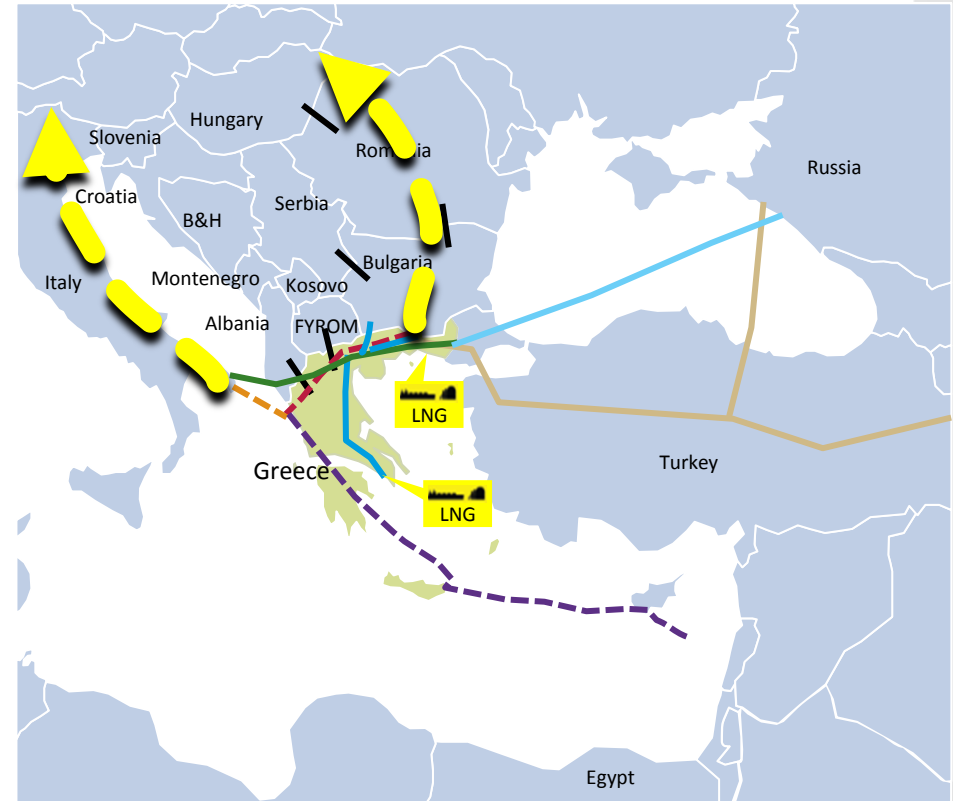 Slovenia
Hungary
Romania
Russia
Croatia
B&H
Serbia
Italy
Montenegro
Kosovo
Bulgaria
Albania
FYROM
LNG
Greece
Turkey
LNG
Egypt